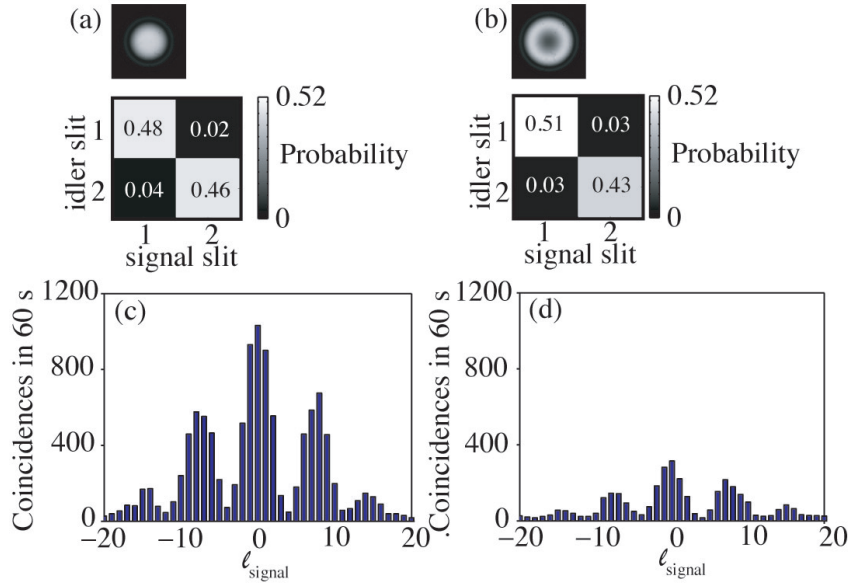 (a)
idler slit
1
2
0.48 0.02
0.04 0.46
1 2
signal slit
0.52
Probability
0
(b)
idler slit
1
2
0.51 0.03
0.03 0.43
1 2
signal slit
0.52
Probability
0
(c)
Coincidences in 60 s
1200
800
400
0
−20 −10 0 10 20
ℓsignal
(d)
.Coincidences in 60 s
.1200
800
400
0
−20 −10 0 10 20
ℓsignal